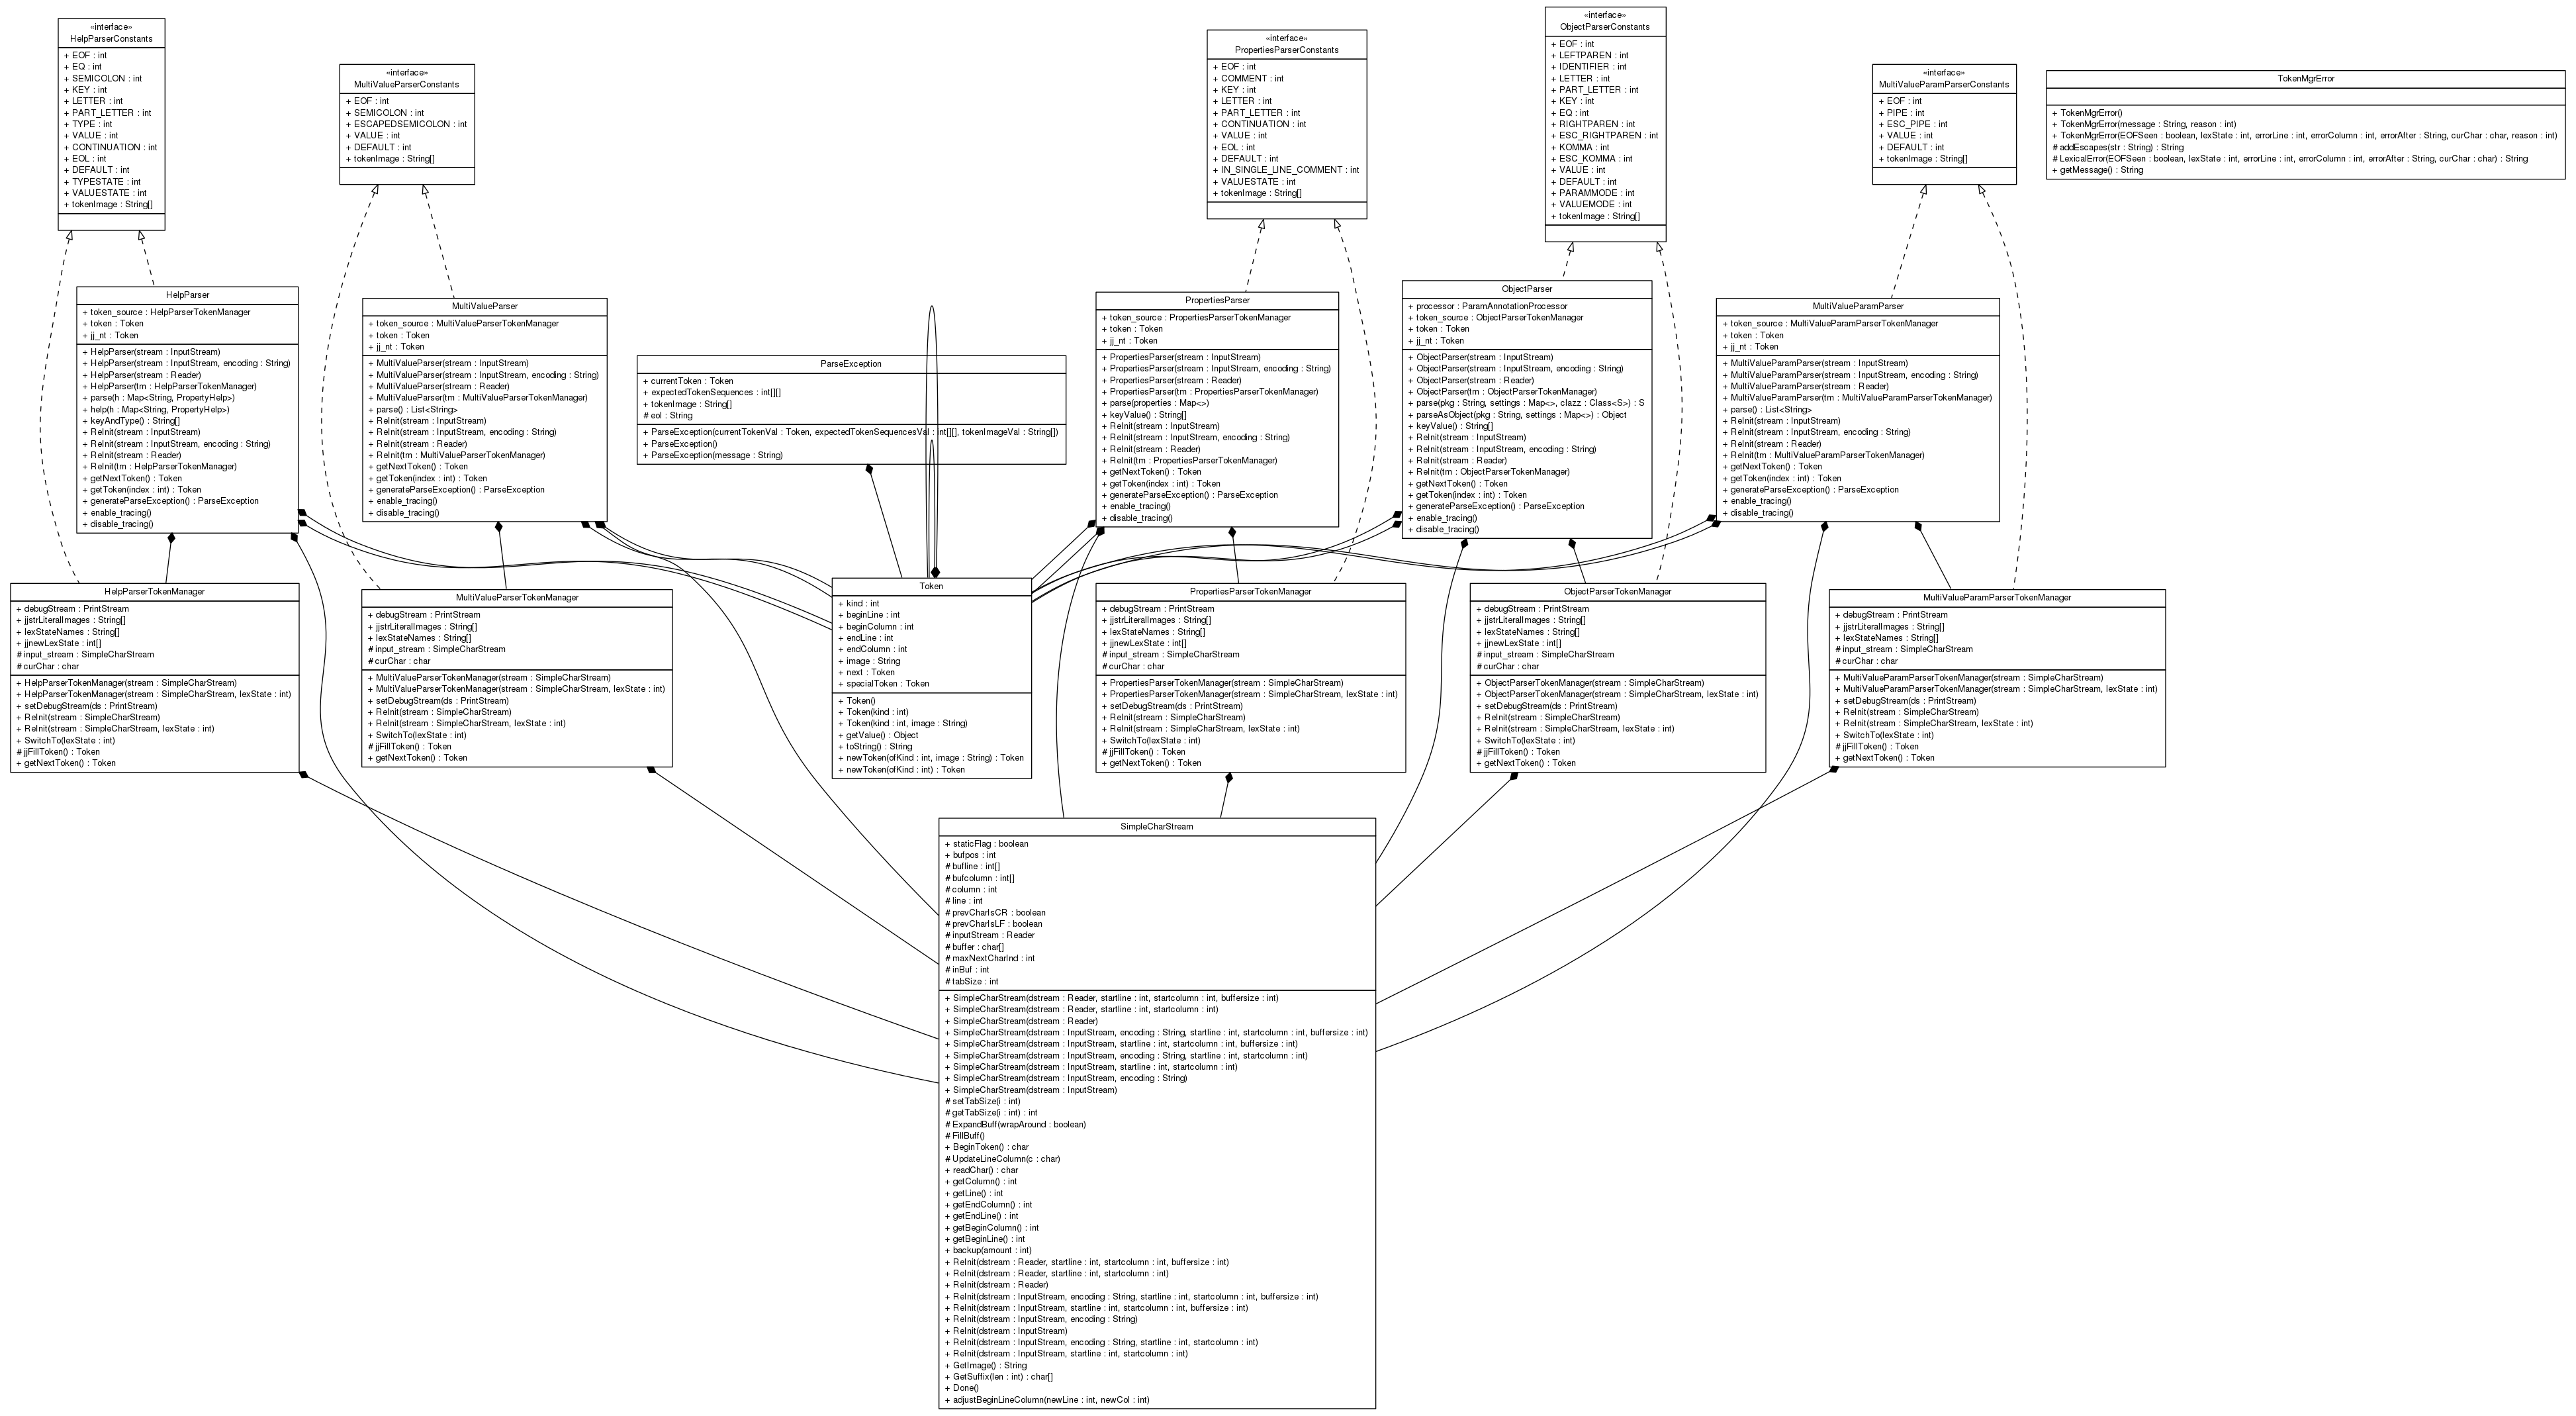 «interface»
HelpParserConstants
+ EOF : int
+ EQ : int
+ SEMICOLON : int
+ KEY : int
+ LETTER : int
+ PART_LETTER : int
+ TYPE : int
+ VALUE : int
+ CONTINUATION : int
+ EOL : int
+ DEFAULT : int
+ TYPESTATE : int
+ VALUESTATE : int
+ tokenImage : String[]
«interface»
MultiValueParserConstants
+ EOF : int
+ SEMICOLON : int
+ ESCAPEDSEMICOLON : int
+ VALUE : int
+ DEFAULT : int
+ tokenImage : String[]
«interface»
PropertiesParserConstants
+ EOF : int
+ COMMENT : int
+ KEY : int
+ LETTER : int
+ PART_LETTER : int
+ CONTINUATION : int
+ VALUE : int
+ EOL : int
+ DEFAULT : int
+ IN_SINGLE_LINE_COMMENT : int
+ VALUESTATE : int
+ tokenImage : String[]
«interface»
ObjectParserConstants
+ EOF : int
+ LEFTPAREN : int
+ IDENTIFIER : int
+ LETTER : int
+ PART_LETTER : int
+ KEY : int
+ EQ : int
+ RIGHTPAREN : int
+ ESC_RIGHTPAREN : int
+ KOMMA : int
+ ESC_KOMMA : int
+ VALUE : int
+ DEFAULT : int
+ PARAMMODE : int
+ VALUEMODE : int
+ tokenImage : String[]
«interface»
MultiValueParamParserConstants
+ EOF : int
+ PIPE : int
+ ESC_PIPE : int
+ VALUE : int
+ DEFAULT : int
+ tokenImage : String[]
TokenMgrError
+ TokenMgrError()
+ TokenMgrError(message : String, reason : int)
+ TokenMgrError(EOFSeen : boolean, lexState : int, errorLine : int, errorColumn : int, errorAfter : String, curChar : char, reason : int)
# addEscapes(str : String) : String
# LexicalError(EOFSeen : boolean, lexState : int, errorLine : int, errorColumn : int, errorAfter : String, curChar : char) : String
+ getMessage() : String
HelpParser
+ token_source : HelpParserTokenManager
+ token : Token
+ jj_nt : Token
+ HelpParser(stream : InputStream)
+ HelpParser(stream : InputStream, encoding : String)
+ HelpParser(stream : Reader)
+ HelpParser(tm : HelpParserTokenManager)
+ parse(h : Map<String, PropertyHelp>)
+ help(h : Map<String, PropertyHelp>)
+ keyAndType() : String[]
+ ReInit(stream : InputStream)
+ ReInit(stream : InputStream, encoding : String)
+ ReInit(stream : Reader)
+ ReInit(tm : HelpParserTokenManager)
+ getNextToken() : Token
+ getToken(index : int) : Token
+ generateParseException() : ParseException
+ enable_tracing()
+ disable_tracing()
MultiValueParser
+ token_source : MultiValueParserTokenManager
+ token : Token
+ jj_nt : Token
+ MultiValueParser(stream : InputStream)
+ MultiValueParser(stream : InputStream, encoding : String)
+ MultiValueParser(stream : Reader)
+ MultiValueParser(tm : MultiValueParserTokenManager)
+ parse() : List<String>
+ ReInit(stream : InputStream)
+ ReInit(stream : InputStream, encoding : String)
+ ReInit(stream : Reader)
+ ReInit(tm : MultiValueParserTokenManager)
+ getNextToken() : Token
+ getToken(index : int) : Token
+ generateParseException() : ParseException
+ enable_tracing()
+ disable_tracing()
ParseException
+ currentToken : Token
+ expectedTokenSequences : int[][]
+ tokenImage : String[]
# eol : String
+ ParseException(currentTokenVal : Token, expectedTokenSequencesVal : int[][], tokenImageVal : String[])
+ ParseException()
+ ParseException(message : String)
PropertiesParser
+ token_source : PropertiesParserTokenManager
+ token : Token
+ jj_nt : Token
+ PropertiesParser(stream : InputStream)
+ PropertiesParser(stream : InputStream, encoding : String)
+ PropertiesParser(stream : Reader)
+ PropertiesParser(tm : PropertiesParserTokenManager)
+ parse(properties : Map<>)
+ keyValue() : String[]
+ ReInit(stream : InputStream)
+ ReInit(stream : InputStream, encoding : String)
+ ReInit(stream : Reader)
+ ReInit(tm : PropertiesParserTokenManager)
+ getNextToken() : Token
+ getToken(index : int) : Token
+ generateParseException() : ParseException
+ enable_tracing()
+ disable_tracing()
ObjectParser
+ processor : ParamAnnotationProcessor
+ token_source : ObjectParserTokenManager
+ token : Token
+ jj_nt : Token
+ ObjectParser(stream : InputStream)
+ ObjectParser(stream : InputStream, encoding : String)
+ ObjectParser(stream : Reader)
+ ObjectParser(tm : ObjectParserTokenManager)
+ parse(pkg : String, settings : Map<>, clazz : Class<S>) : S
+ parseAsObject(pkg : String, settings : Map<>) : Object
+ keyValue() : String[]
+ ReInit(stream : InputStream)
+ ReInit(stream : InputStream, encoding : String)
+ ReInit(stream : Reader)
+ ReInit(tm : ObjectParserTokenManager)
+ getNextToken() : Token
+ getToken(index : int) : Token
+ generateParseException() : ParseException
+ enable_tracing()
+ disable_tracing()
MultiValueParamParser
+ token_source : MultiValueParamParserTokenManager
+ token : Token
+ jj_nt : Token
+ MultiValueParamParser(stream : InputStream)
+ MultiValueParamParser(stream : InputStream, encoding : String)
+ MultiValueParamParser(stream : Reader)
+ MultiValueParamParser(tm : MultiValueParamParserTokenManager)
+ parse() : List<String>
+ ReInit(stream : InputStream)
+ ReInit(stream : InputStream, encoding : String)
+ ReInit(stream : Reader)
+ ReInit(tm : MultiValueParamParserTokenManager)
+ getNextToken() : Token
+ getToken(index : int) : Token
+ generateParseException() : ParseException
+ enable_tracing()
+ disable_tracing()
HelpParserTokenManager
+ debugStream : PrintStream
+ jjstrLiteralImages : String[]
+ lexStateNames : String[]
+ jjnewLexState : int[]
# input_stream : SimpleCharStream
# curChar : char
+ HelpParserTokenManager(stream : SimpleCharStream)
+ HelpParserTokenManager(stream : SimpleCharStream, lexState : int)
+ setDebugStream(ds : PrintStream)
+ ReInit(stream : SimpleCharStream)
+ ReInit(stream : SimpleCharStream, lexState : int)
+ SwitchTo(lexState : int)
# jjFillToken() : Token
+ getNextToken() : Token
MultiValueParserTokenManager
+ debugStream : PrintStream
+ jjstrLiteralImages : String[]
+ lexStateNames : String[]
# input_stream : SimpleCharStream
# curChar : char
+ MultiValueParserTokenManager(stream : SimpleCharStream)
+ MultiValueParserTokenManager(stream : SimpleCharStream, lexState : int)
+ setDebugStream(ds : PrintStream)
+ ReInit(stream : SimpleCharStream)
+ ReInit(stream : SimpleCharStream, lexState : int)
+ SwitchTo(lexState : int)
# jjFillToken() : Token
+ getNextToken() : Token
Token
+ kind : int
+ beginLine : int
+ beginColumn : int
+ endLine : int
+ endColumn : int
+ image : String
+ next : Token
+ specialToken : Token
+ Token()
+ Token(kind : int)
+ Token(kind : int, image : String)
+ getValue() : Object
+ toString() : String
+ newToken(ofKind : int, image : String) : Token
+ newToken(ofKind : int) : Token
PropertiesParserTokenManager
+ debugStream : PrintStream
+ jjstrLiteralImages : String[]
+ lexStateNames : String[]
+ jjnewLexState : int[]
# input_stream : SimpleCharStream
# curChar : char
+ PropertiesParserTokenManager(stream : SimpleCharStream)
+ PropertiesParserTokenManager(stream : SimpleCharStream, lexState : int)
+ setDebugStream(ds : PrintStream)
+ ReInit(stream : SimpleCharStream)
+ ReInit(stream : SimpleCharStream, lexState : int)
+ SwitchTo(lexState : int)
# jjFillToken() : Token
+ getNextToken() : Token
ObjectParserTokenManager
+ debugStream : PrintStream
+ jjstrLiteralImages : String[]
+ lexStateNames : String[]
+ jjnewLexState : int[]
# input_stream : SimpleCharStream
# curChar : char
+ ObjectParserTokenManager(stream : SimpleCharStream)
+ ObjectParserTokenManager(stream : SimpleCharStream, lexState : int)
+ setDebugStream(ds : PrintStream)
+ ReInit(stream : SimpleCharStream)
+ ReInit(stream : SimpleCharStream, lexState : int)
+ SwitchTo(lexState : int)
# jjFillToken() : Token
+ getNextToken() : Token
MultiValueParamParserTokenManager
+ debugStream : PrintStream
+ jjstrLiteralImages : String[]
+ lexStateNames : String[]
# input_stream : SimpleCharStream
# curChar : char
+ MultiValueParamParserTokenManager(stream : SimpleCharStream)
+ MultiValueParamParserTokenManager(stream : SimpleCharStream, lexState : int)
+ setDebugStream(ds : PrintStream)
+ ReInit(stream : SimpleCharStream)
+ ReInit(stream : SimpleCharStream, lexState : int)
+ SwitchTo(lexState : int)
# jjFillToken() : Token
+ getNextToken() : Token
SimpleCharStream
+ staticFlag : boolean
+ bufpos : int
# bufline : int[]
# bufcolumn : int[]
# column : int
# line : int
# prevCharIsCR : boolean
# prevCharIsLF : boolean
# inputStream : Reader
# buffer : char[]
# maxNextCharInd : int
# inBuf : int
# tabSize : int
+ SimpleCharStream(dstream : Reader, startline : int, startcolumn : int, buffersize : int)
+ SimpleCharStream(dstream : Reader, startline : int, startcolumn : int)
+ SimpleCharStream(dstream : Reader)
+ SimpleCharStream(dstream : InputStream, encoding : String, startline : int, startcolumn : int, buffersize : int)
+ SimpleCharStream(dstream : InputStream, startline : int, startcolumn : int, buffersize : int)
+ SimpleCharStream(dstream : InputStream, encoding : String, startline : int, startcolumn : int)
+ SimpleCharStream(dstream : InputStream, startline : int, startcolumn : int)
+ SimpleCharStream(dstream : InputStream, encoding : String)
+ SimpleCharStream(dstream : InputStream)
# setTabSize(i : int)
# getTabSize(i : int) : int
# ExpandBuff(wrapAround : boolean)
# FillBuff()
+ BeginToken() : char
# UpdateLineColumn(c : char)
+ readChar() : char
+ getColumn() : int
+ getLine() : int
+ getEndColumn() : int
+ getEndLine() : int
+ getBeginColumn() : int
+ getBeginLine() : int
+ backup(amount : int)
+ ReInit(dstream : Reader, startline : int, startcolumn : int, buffersize : int)
+ ReInit(dstream : Reader, startline : int, startcolumn : int)
+ ReInit(dstream : Reader)
+ ReInit(dstream : InputStream, encoding : String, startline : int, startcolumn : int, buffersize : int)
+ ReInit(dstream : InputStream, startline : int, startcolumn : int, buffersize : int)
+ ReInit(dstream : InputStream, encoding : String)
+ ReInit(dstream : InputStream)
+ ReInit(dstream : InputStream, encoding : String, startline : int, startcolumn : int)
+ ReInit(dstream : InputStream, startline : int, startcolumn : int)
+ GetImage() : String
+ GetSuffix(len : int) : char[]
+ Done()
+ adjustBeginLineColumn(newLine : int, newCol : int)